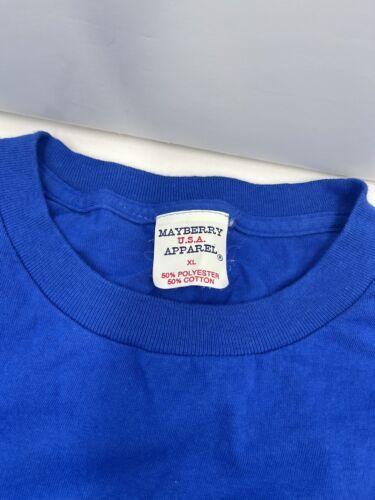 MAYBERRY
U.S.A.
APPAREL®
XL
50% POLYESTER
50% COTTON